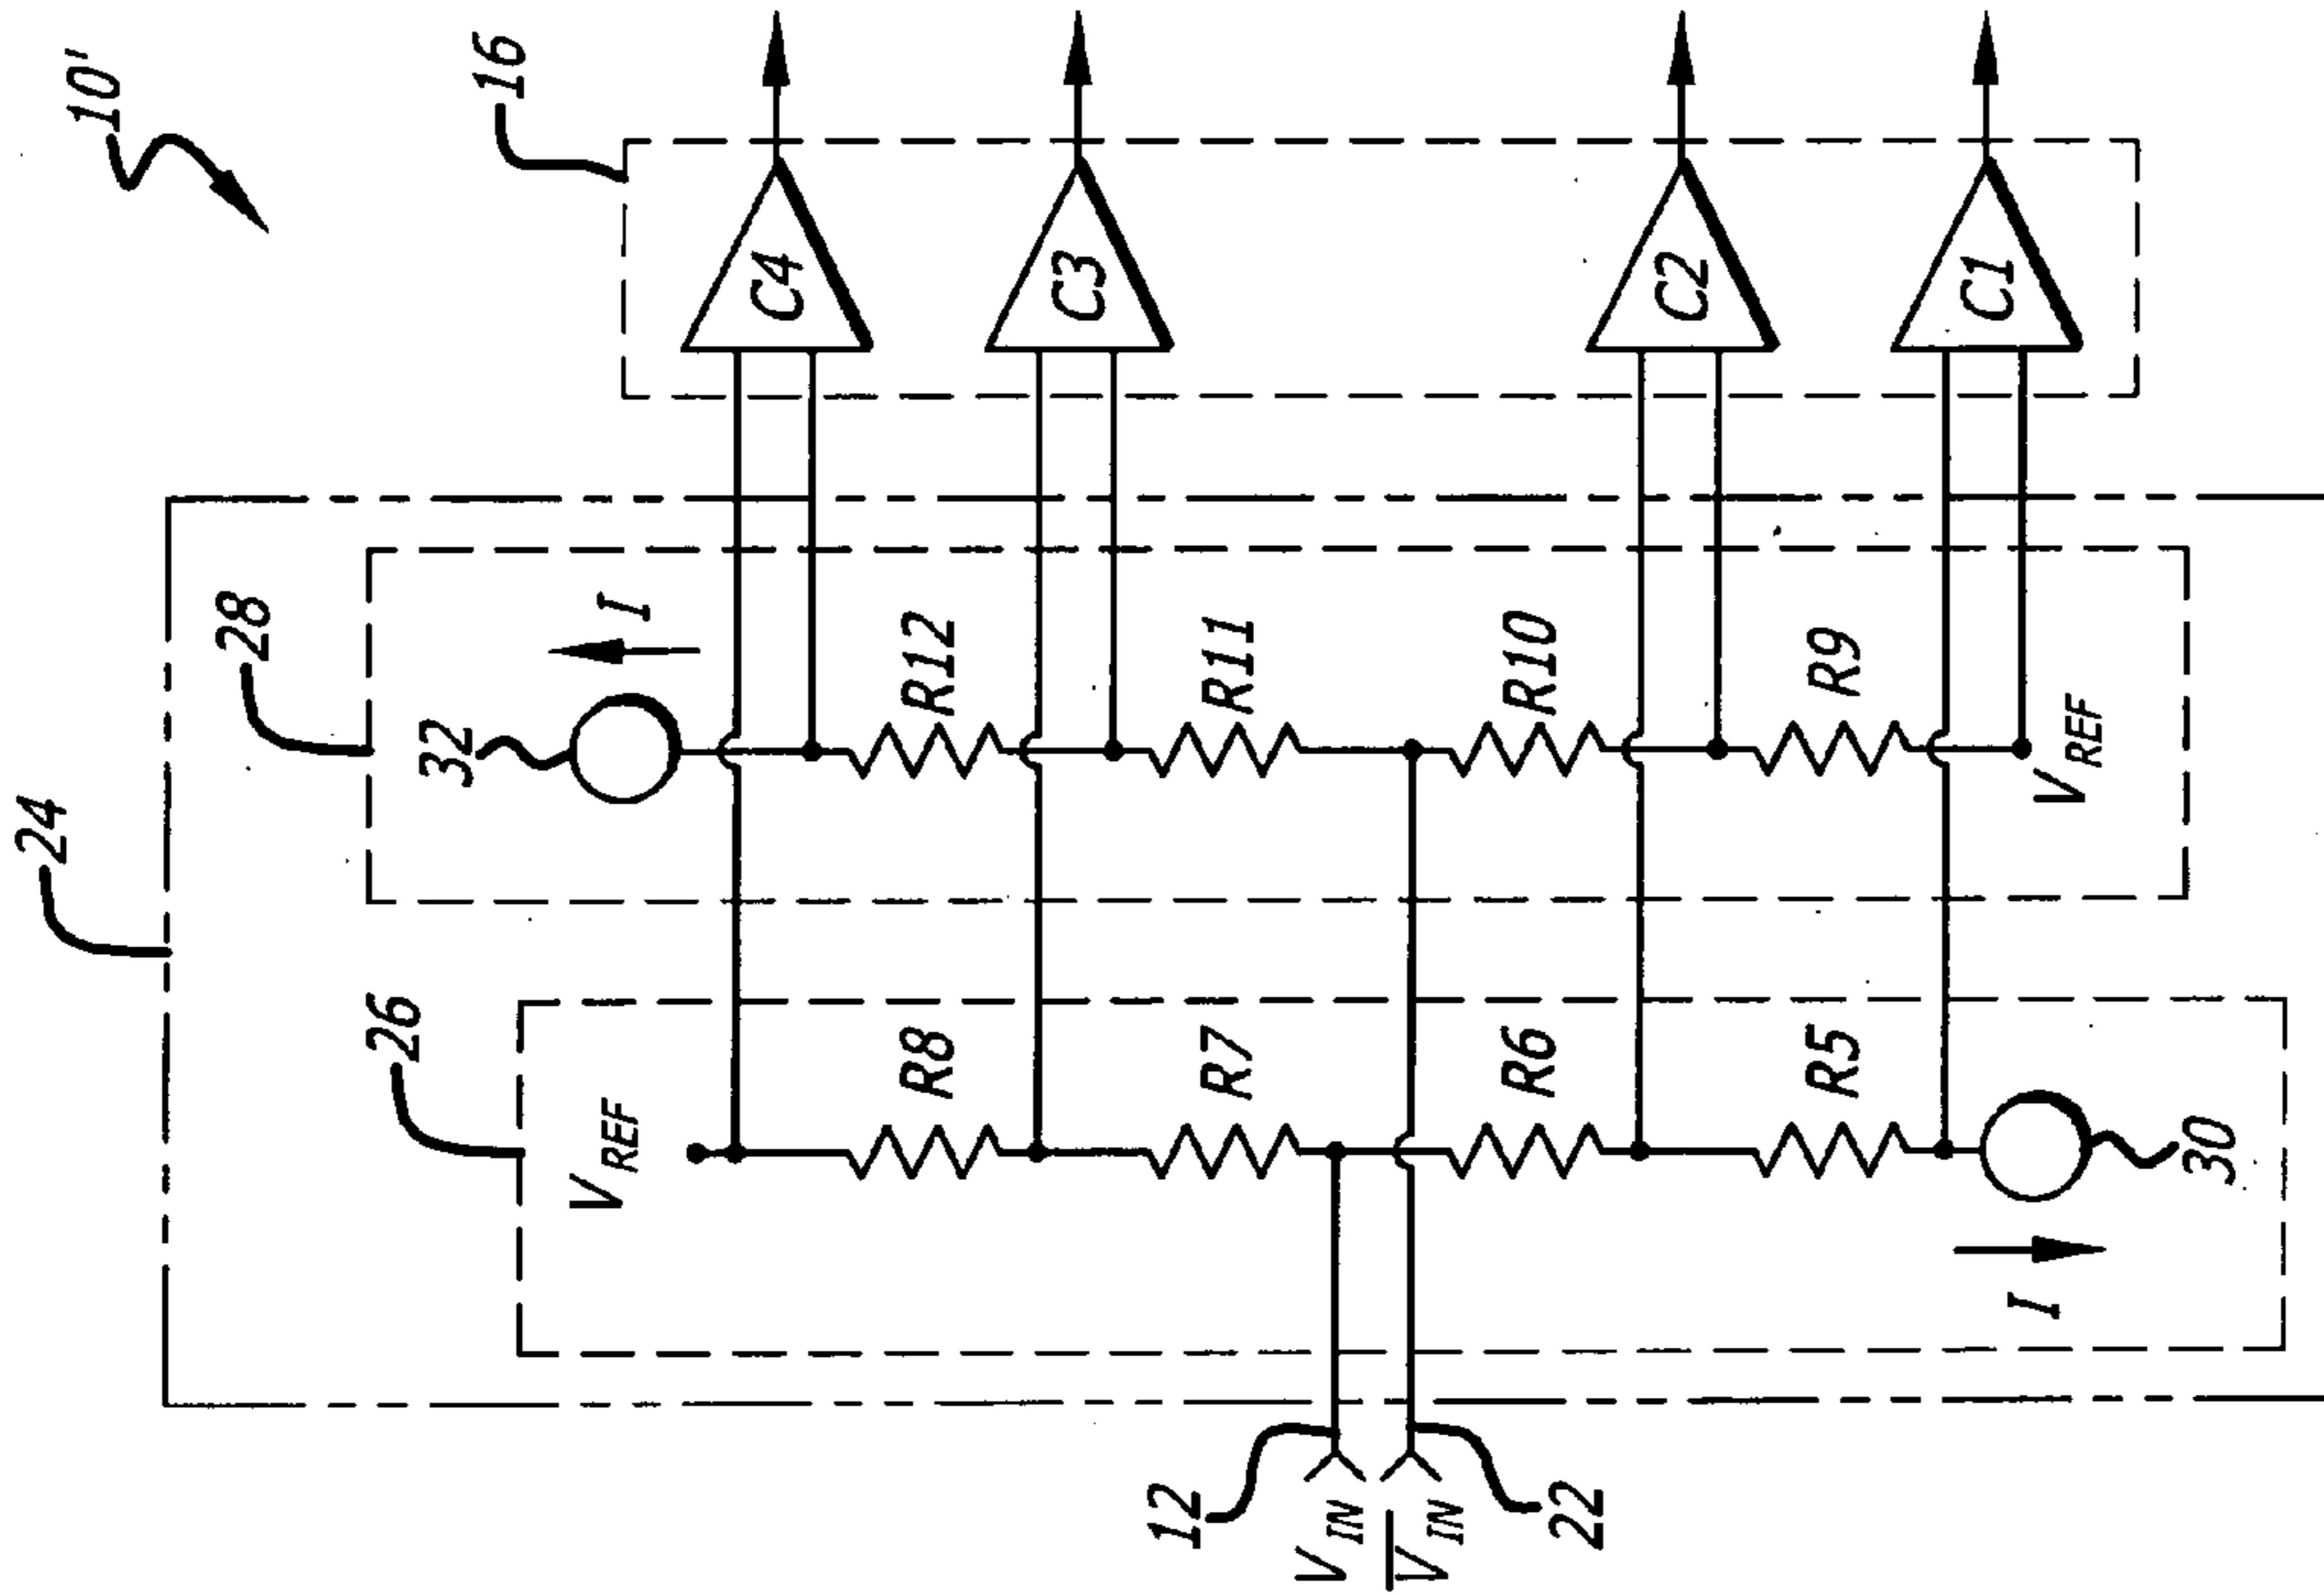 10'
16
C4
C3
C2
C1
24
28
32
I
R12
R11
R10
R9
VREF
26
VREF
R8
R7
R6
R5
30
I
12
VIN
V̅IN
22